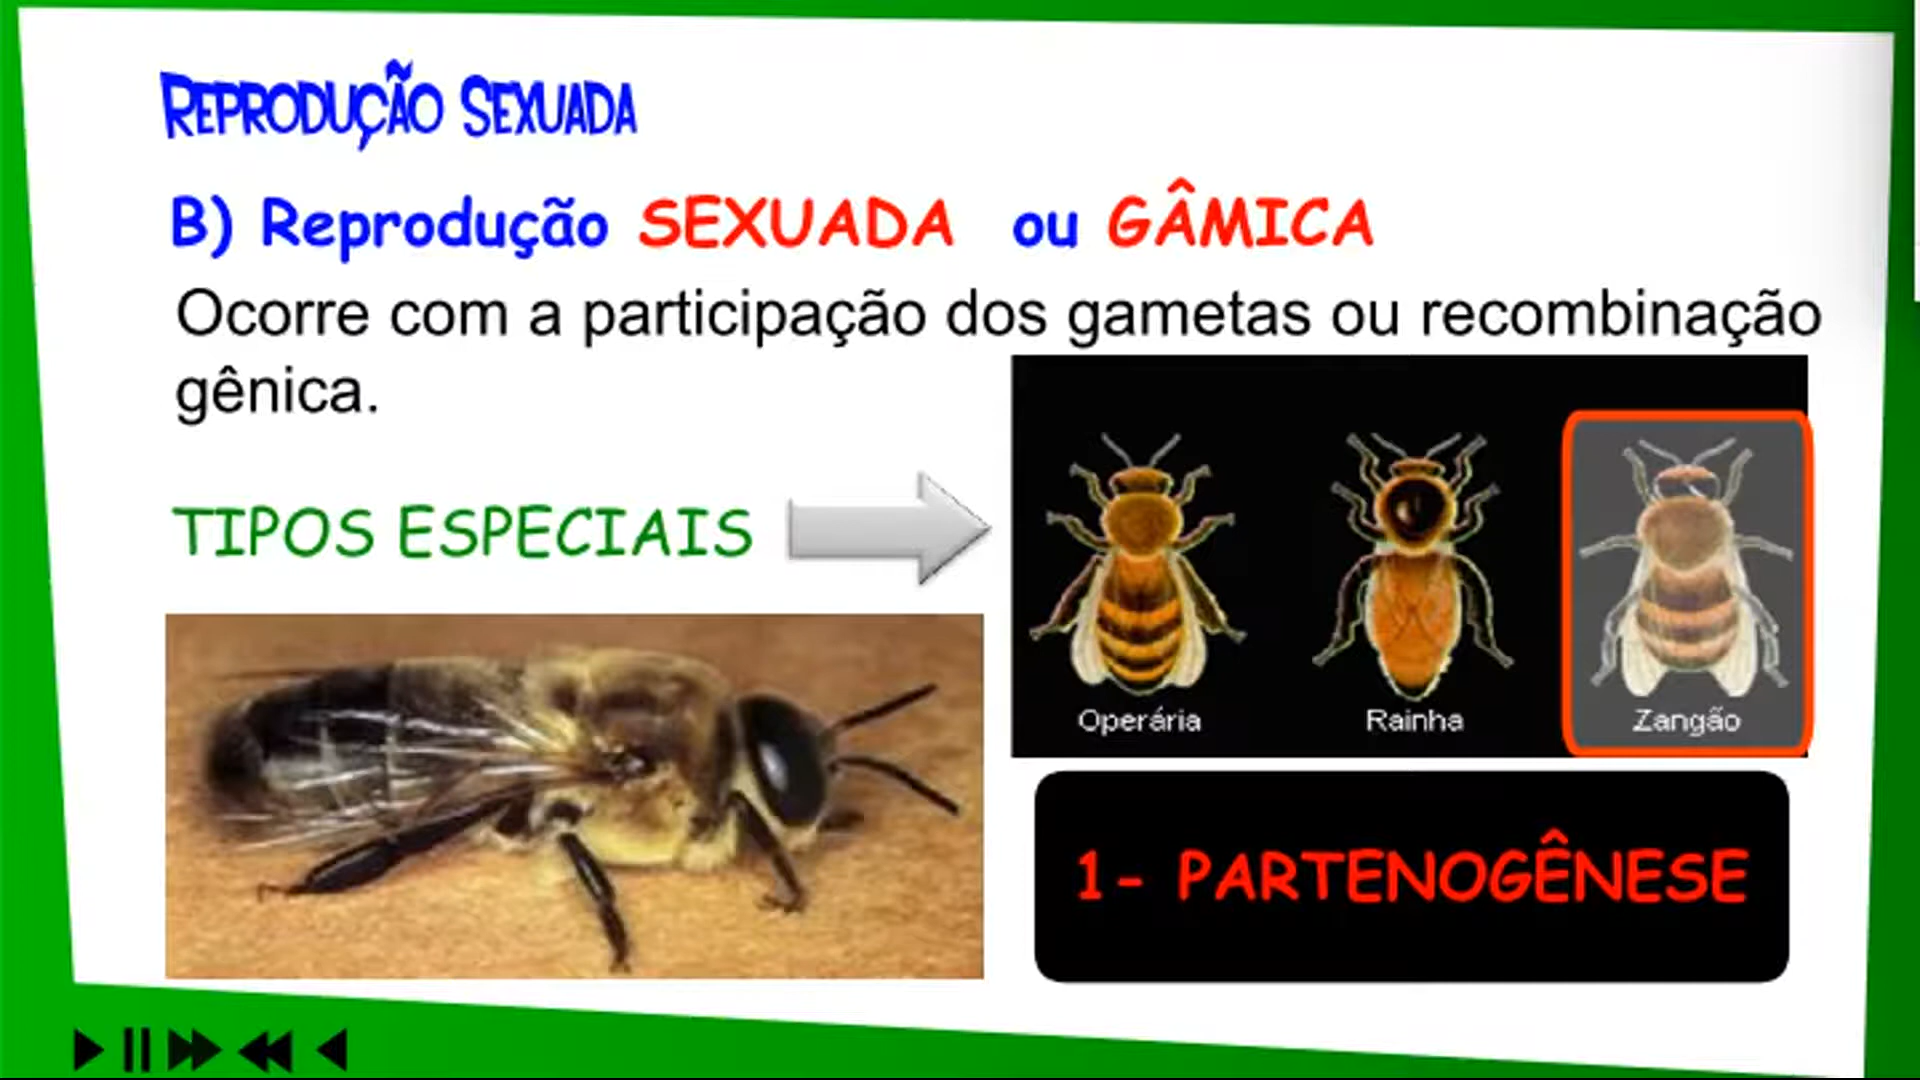 REPRODUÇÃO SEXUADA
B) Reprodução SEXUADA ou GÂMICA
Ocorre com a participação dos gametas ou recombinação
gênica.
TIPOS ESPECIAIS
Operária Rainha Zangão
1- PARTENOGÊNESE